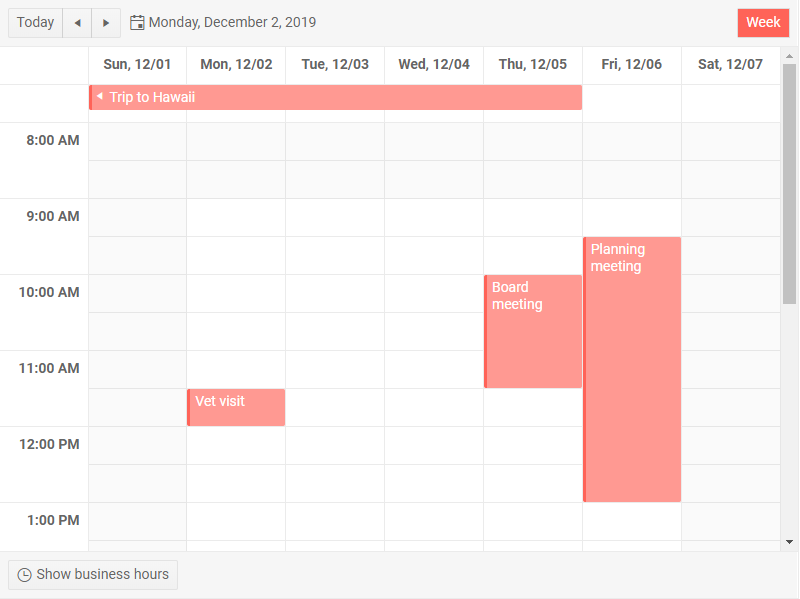 Today
Monday, December 2, 2019
Week
Sun, 12/01
Mon, 12/02
Tue, 12/03
Wed, 12/04
Thu, 12/05
Fri, 12/06
Sat, 12/07
Trip to Hawaii
8:00 AM
9:00 AM
Planning
meeting
10:00 AM
Board
meeting
11:00 AM
Vet visit
12:00 PM
1:00 PM
Show business hours